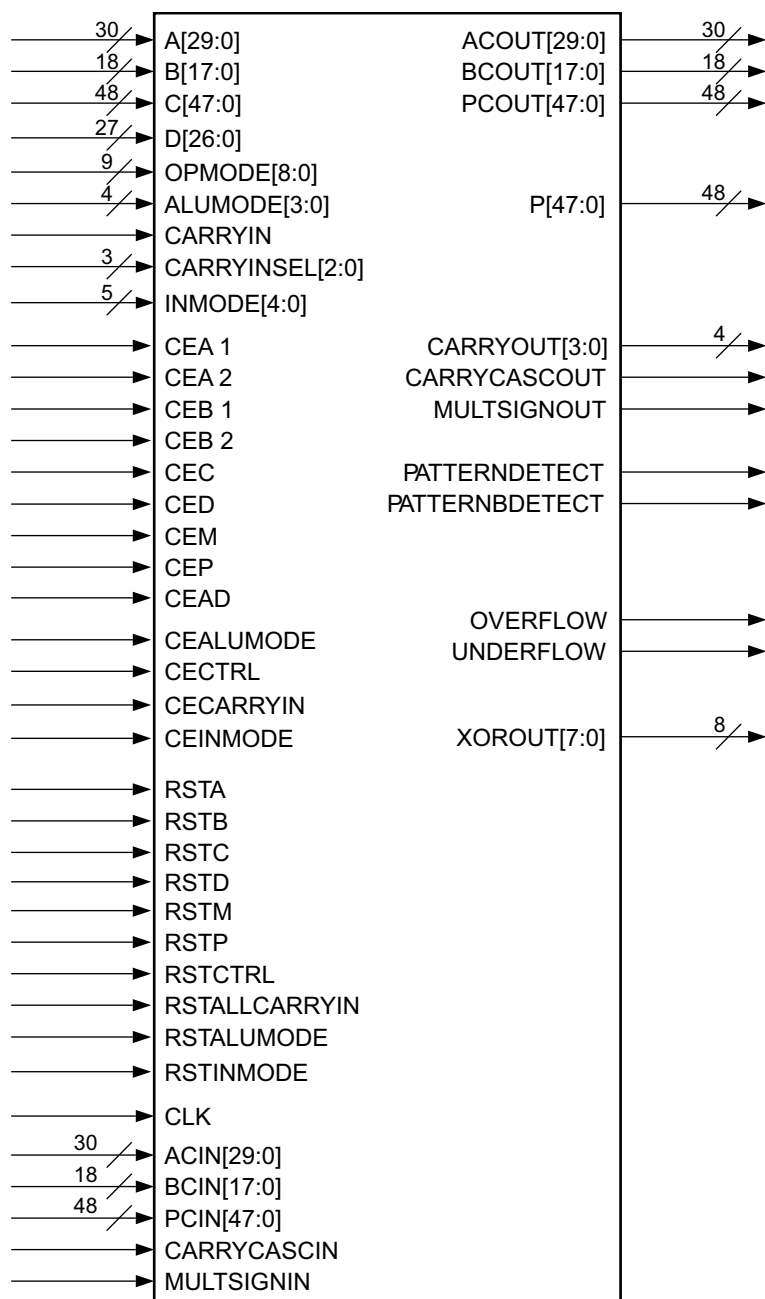 30 A[29:0] ACOUT[29:0] 30
18 B[17:0] BCOUT[17:0] 18
48 C[47:0] PCOUT[47:0] 48
27 D[26:0]
9 OPMODE[8:0]
4 ALUMODE[3:0] P[47:0] 48
CARRYIN
3 CARRYINSEL[2:0]
5 INMODE[4:0]
CEA 1 CARRYOUT[3:0] 4
CEA 2 CARRYCASCOUT
CEB 1 MULTSIGNOUT
CEB 2
CEC PATTERNDETECT
CED PATTERNBDETECT
CEM
CEP
CEAD
OVERFLOW
CEALUMODE
UNDERFLOW
CECTRL
CECARRYIN
CEINMODE XOROUT[7:0] 8
RSTA
RSTB
RSTC
RSTD
RSTM
RSTP
RSTCTRL
RSTALLCARRYIN
RSTALUMODE
RSTINMODE
CLK
30 ACIN[29:0]
18 BCIN[17:0]
48 PCIN[47:0]
CARRYCASCIN
MULTSIGNIN